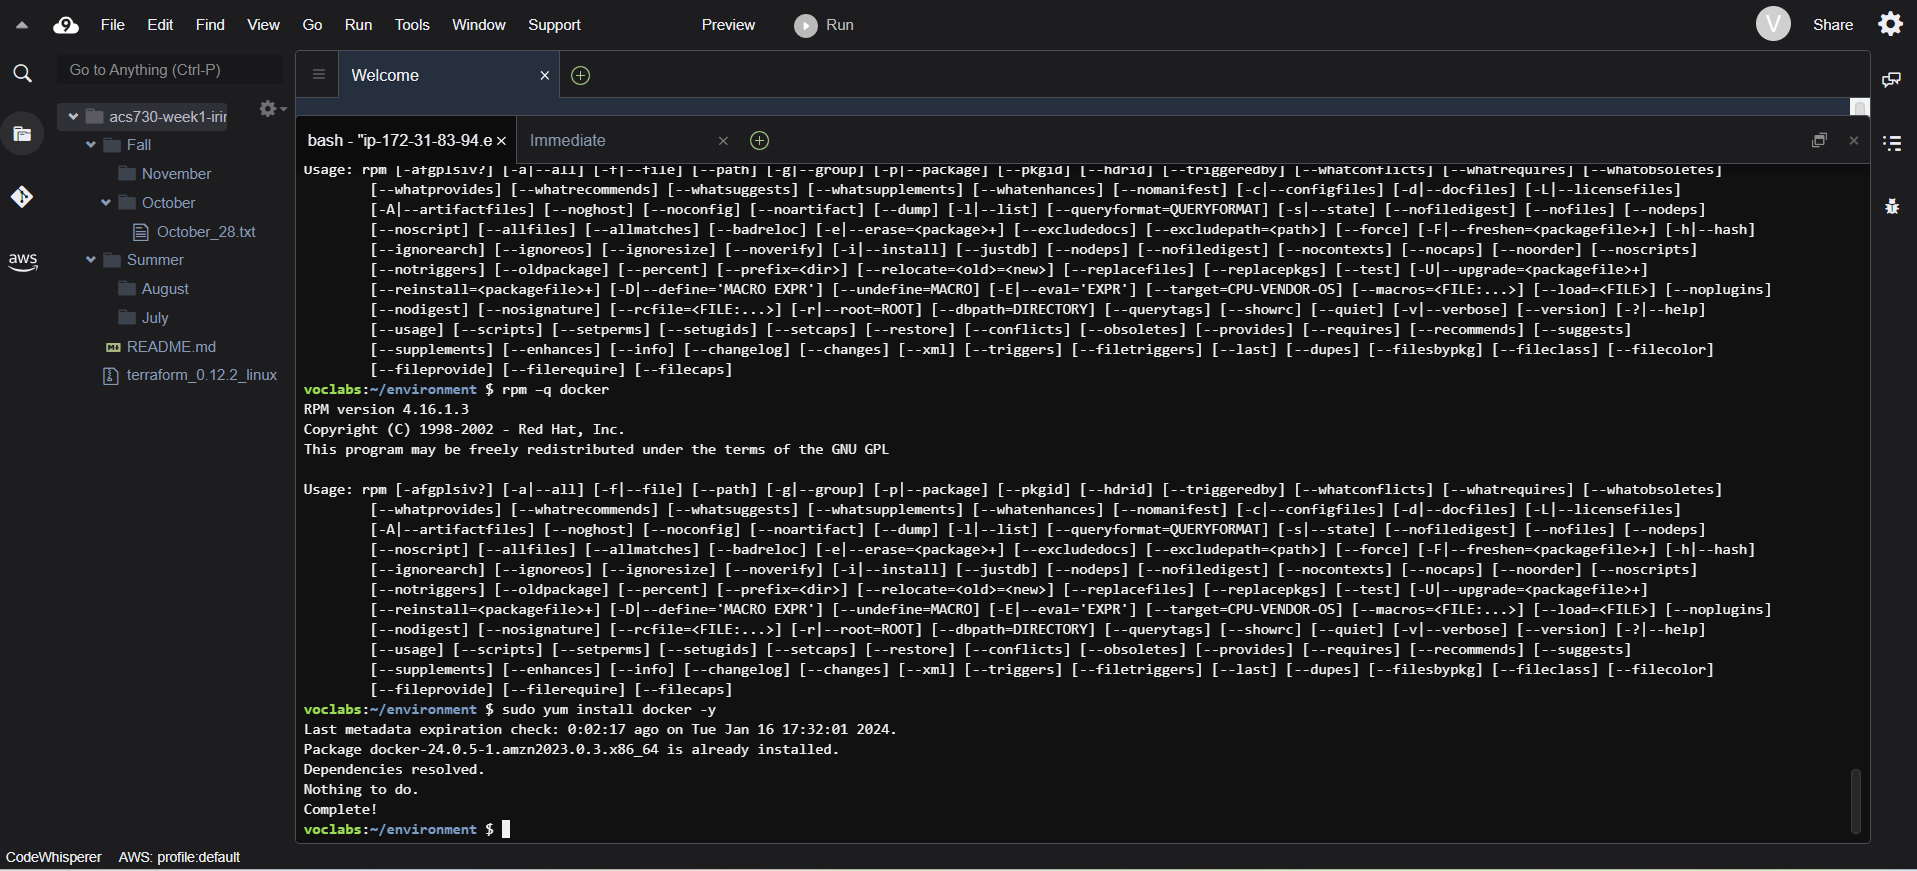 File Edit Find View Go Run Tools Window Support Preview Run V Share
Go to Anything (Ctrl-P)
Welcome
acs730-week1-irin
Fall
November
October
October_28.txt
Summer
August
July
README.md
terraform_0.12.2_linux
aws
bash - "ip-172-31-83-94.e Immediate
Usage: rpm [-afgplsiv?] [-a|--all] [-f|--file] [--path] [-g|--group] [-p|--package] [--pkgid] [--hdrid] [--triggeredby] [--whatconflicts] [--whatrequires] [--whatobsoletes]
[--whatprovides] [--whatrecommends] [--whatsuggests] [--whatsupplements] [--whatenhances] [--nomanifest] [-c|--configfiles] [-d|--docfiles] [-L|--licensefiles]
[-A|--artifactfiles] [--noghost] [--noconfig] [--noartifact] [--dump] [-l|--list] [--queryformat=QUERYFORMAT] [-s|--state] [--nofiledigest] [--nofiles] [--nodeps]
[--noscript] [--allfiles] [--allmatches] [--badreloc] [-e|--erase=<package>+] [--excludedocs] [--excludepath=<path>] [--force] [-F|--freshen=<packagefile>+] [-h|--hash]
[--ignorearch] [--ignoreos] [--ignoresize] [--noverify] [-i|--install] [--justdb] [--nodeps] [--nofiledigest] [--nocontexts] [--nocaps] [--noorder] [--noscripts]
[--notriggers] [--oldpackage] [--percent] [--prefix=<dir>] [--relocate=<old>=<new>] [--replacefiles] [--replacepkgs] [--test] [-U|--upgrade=<packagefile>+]
[--reinstall=<packagefile>+] [-D|--define='MACRO EXPR'] [--undefine=MACRO] [-E|--eval='EXPR'] [--target=CPU-VENDOR-OS] [--macros=<FILE:...>] [--load=<FILE>] [--noplugins]
[--nodigest] [--nosignature] [--rcfile=<FILE:...>] [-r|--root=ROOT] [--dbpath=DIRECTORY] [--querytags] [--showrc] [--quiet] [-v|--verbose] [--version] [-?|--help]
[--usage] [--scripts] [--setperms] [--setugids] [--setcaps] [--restore] [--conflicts] [--obsoletes] [--provides] [--requires] [--recommends] [--suggests]
[--supplements] [--enhances] [--info] [--changelog] [--changes] [--xml] [--triggers] [--filetriggers] [--last] [--dupes] [--filesbypkg] [--fileclass] [--filecolor]
[--fileprovide] [--filerequire] [--filecaps]
voclabs:~/environment $ rpm –q docker
RPM version 4.16.1.3
Copyright (C) 1998-2002 - Red Hat, Inc.
This program may be freely redistributed under the terms of the GNU GPL
Usage: rpm [-afgplsiv?] [-a|--all] [-f|--file] [--path] [-g|--group] [-p|--package] [--pkgid] [--hdrid] [--triggeredby] [--whatconflicts] [--whatrequires] [--whatobsoletes]
[--whatprovides] [--whatrecommends] [--whatsuggests] [--whatsupplements] [--whatenhances] [--nomanifest] [-c|--configfiles] [-d|--docfiles] [-L|--licensefiles]
[-A|--artifactfiles] [--noghost] [--noconfig] [--noartifact] [--dump] [-l|--list] [--queryformat=QUERYFORMAT] [-s|--state] [--nofiledigest] [--nofiles] [--nodeps]
[--noscript] [--allfiles] [--allmatches] [--badreloc] [-e|--erase=<package>+] [--excludedocs] [--excludepath=<path>] [--force] [-F|--freshen=<packagefile>+] [-h|--hash]
[--ignorearch] [--ignoreos] [--ignoresize] [--noverify] [-i|--install] [--justdb] [--nodeps] [--nofiledigest] [--nocontexts] [--nocaps] [--noorder] [--noscripts]
[--notriggers] [--oldpackage] [--percent] [--prefix=<dir>] [--relocate=<old>=<new>] [--replacefiles] [--replacepkgs] [--test] [-U|--upgrade=<packagefile>+]
[--reinstall=<packagefile>+] [-D|--define='MACRO EXPR'] [--undefine=MACRO] [-E|--eval='EXPR'] [--target=CPU-VENDOR-OS] [--macros=<FILE:...>] [--load=<FILE>] [--noplugins]
[--nodigest] [--nosignature] [--rcfile=<FILE:...>] [-r|--root=ROOT] [--dbpath=DIRECTORY] [--querytags] [--showrc] [--quiet] [-v|--verbose] [--version] [-?|--help]
[--usage] [--scripts] [--setperms] [--setugids] [--setcaps] [--restore] [--conflicts] [--obsoletes] [--provides] [--requires] [--recommends] [--suggests]
[--supplements] [--enhances] [--info] [--changelog] [--changes] [--xml] [--triggers] [--filetriggers] [--last] [--dupes] [--filesbypkg] [--fileclass] [--filecolor]
[--fileprovide] [--filerequire] [--filecaps]
voclabs:~/environment $ sudo yum install docker -y
Last metadata expiration check: 0:02:17 ago on Tue Jan 16 17:32:01 2024.
Package docker-24.0.5-1.amzn2023.0.3.x86_64 is already installed.
Dependencies resolved.
Nothing to do.
Complete!
voclabs:~/environment $
CodeWhisperer AWS: profile:default